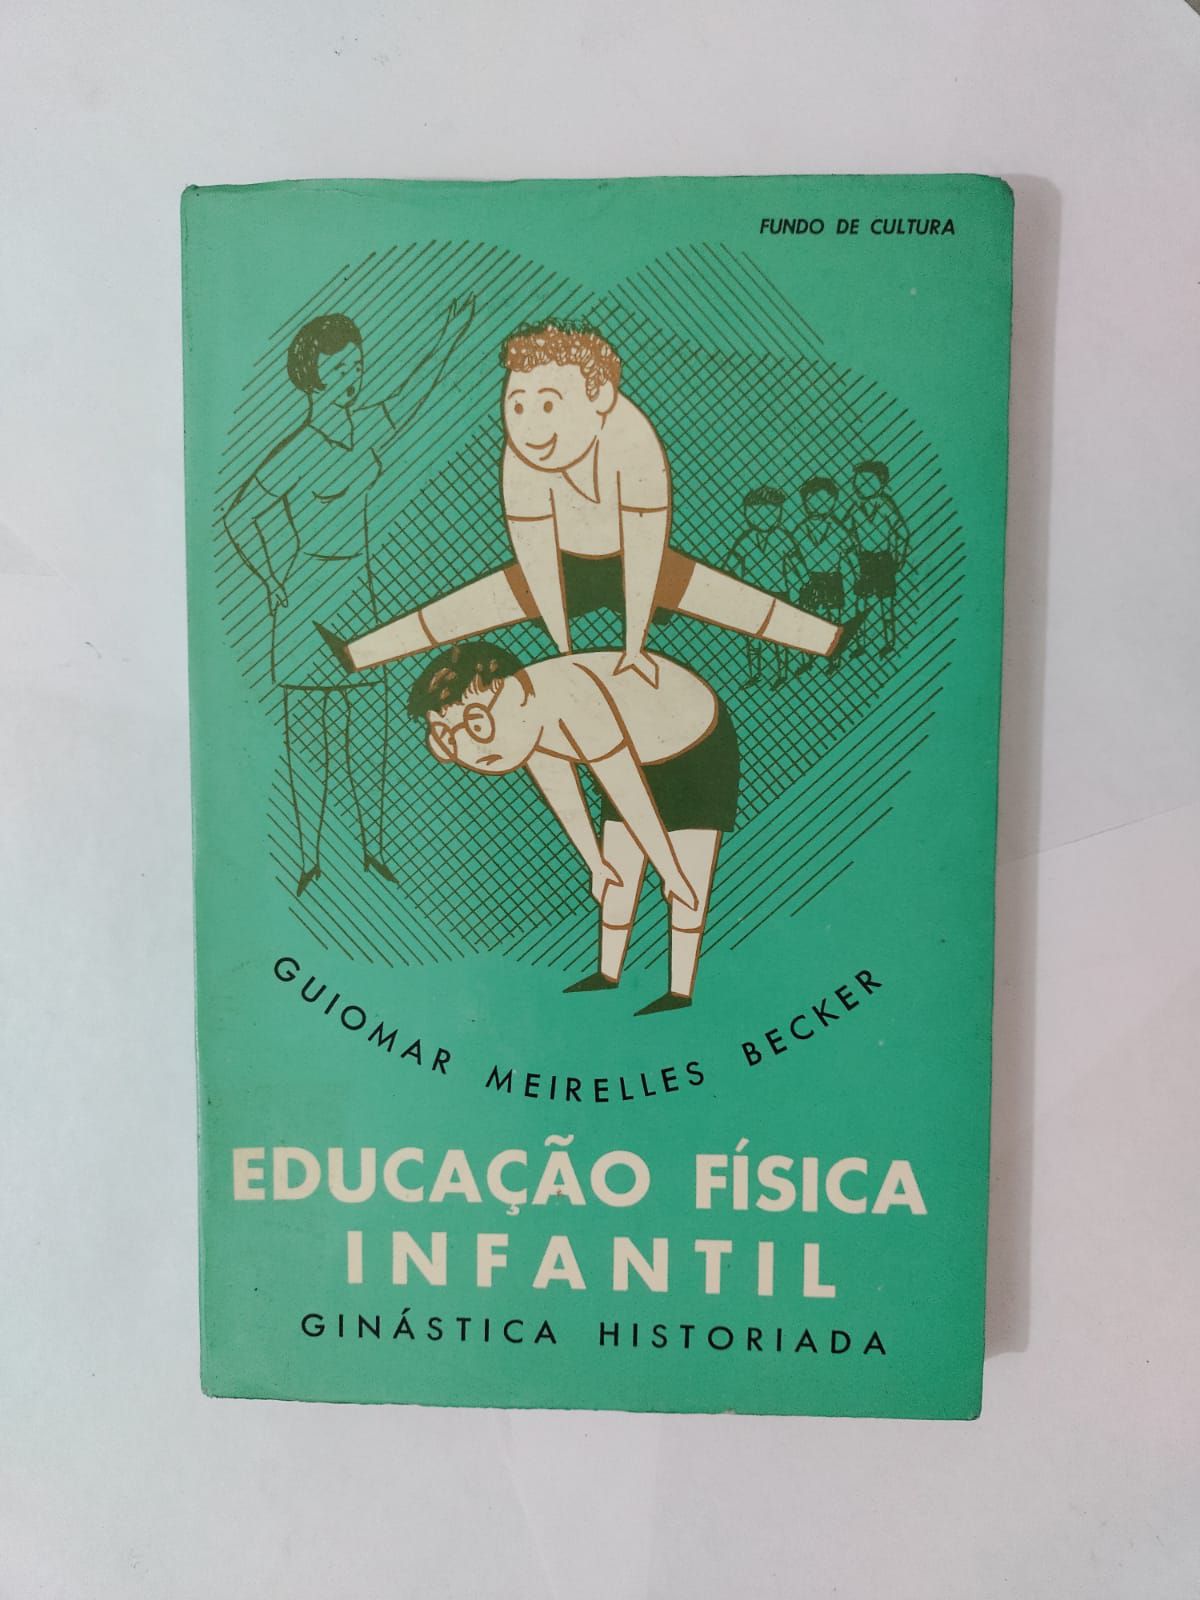 FUNDO DE CULTURA
GUIOMAR MEIRELLES BECKER
EDUCAÇÃO FÍSICA
INFANTIL
GINÁSTICA HISTORIADA